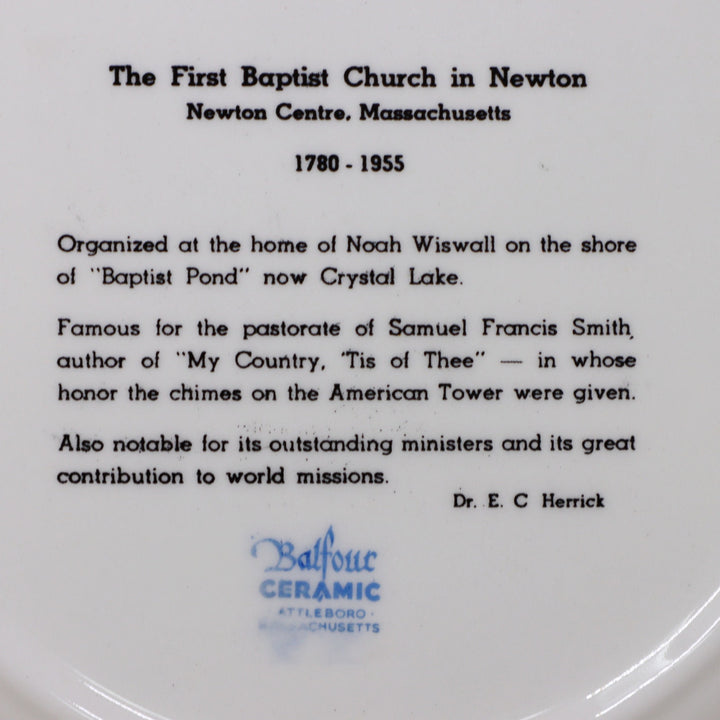 The First Baptist Church in Newton
Newton Centre, Massachusetts
1780 - 1955
Organized at the home of Noah Wiswall on the shore
of "Baptist Pond" now Crystal Lake.
Famous for the pastorate of Samuel Francis Smith,
author of "My Country, 'Tis of Thee" — in whose
honor the chimes on the American Tower were given.
Also notable for its outstanding ministers and its great
contribution to world missions.
Dr. E. C Herrick
Balfour
CERAMIC
ATTLEBORO
MASSACHUSETTS